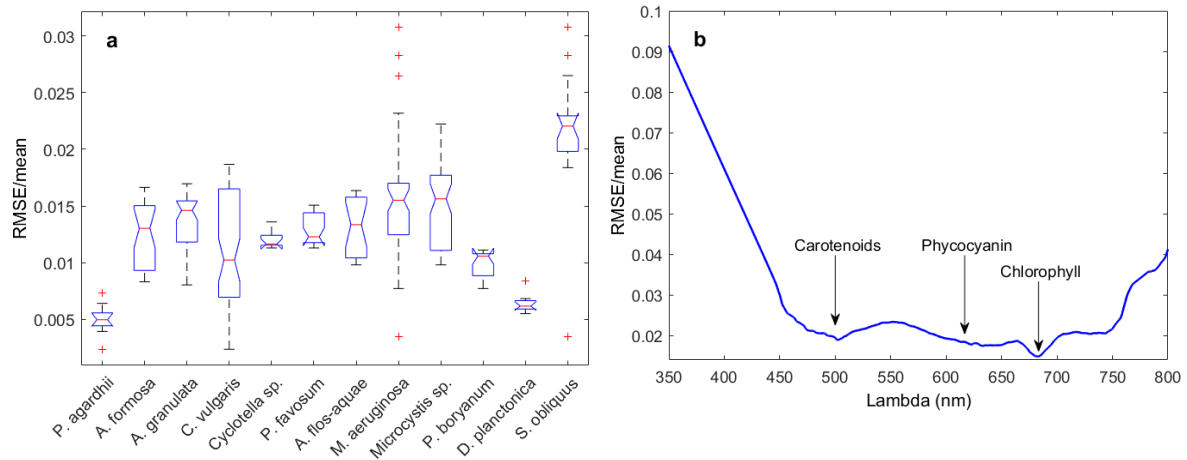 a
0.03
0.025
0.02
0.015
0.01
0.005
RMSE/mean
P. agardhii
A. formosa
A. granulata
C. vulgaris
Cyclotella sp.
P. favosum
A. flos-aquae
M. aeruginosa
Microcystis sp.
P. boryanum
D. planctonica
S. obliquus
b
0.1
0.09
0.08
0.07
0.06
0.05
0.04
0.03
0.02
RMSE/mean
Carotenoids
Phycocyanin
Chlorophyll
350 400 450 500 550 600 650 700 750 800
Lambda (nm)